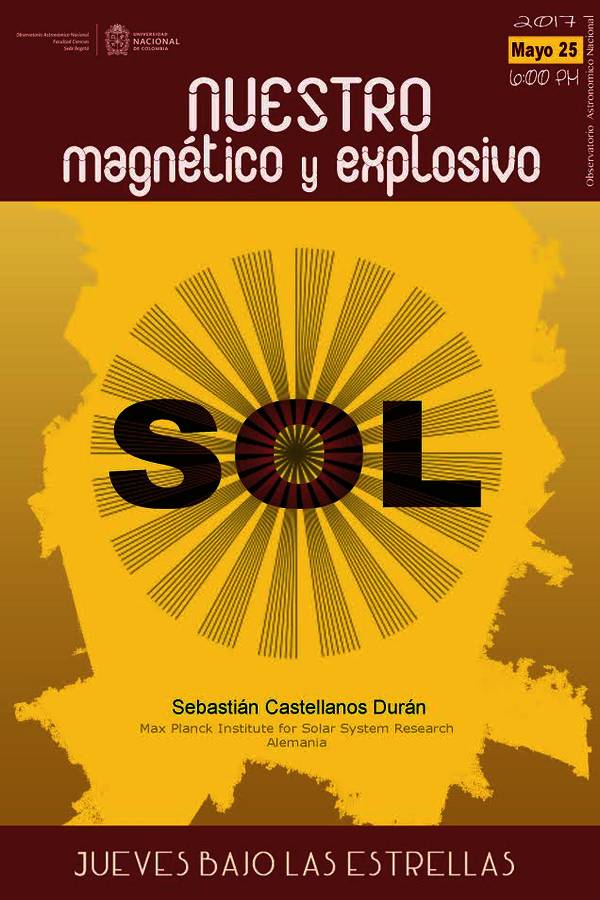 Observatorio Astronómico Nacional
Facultad Ciencias
Sede Bogotá
UNIVERSIDAD
NACIONAL
DE COLOMBIA
2017
Mayo 25
6:00 PM
Observatorio Astronomico Nacional
NUESTRO
magnético y explosivo
SOL
Sebastián Castellanos Durán
Max Planck Institute for Solar System Research
Alemania
JUEVES BAJO LAS ESTRELLAS